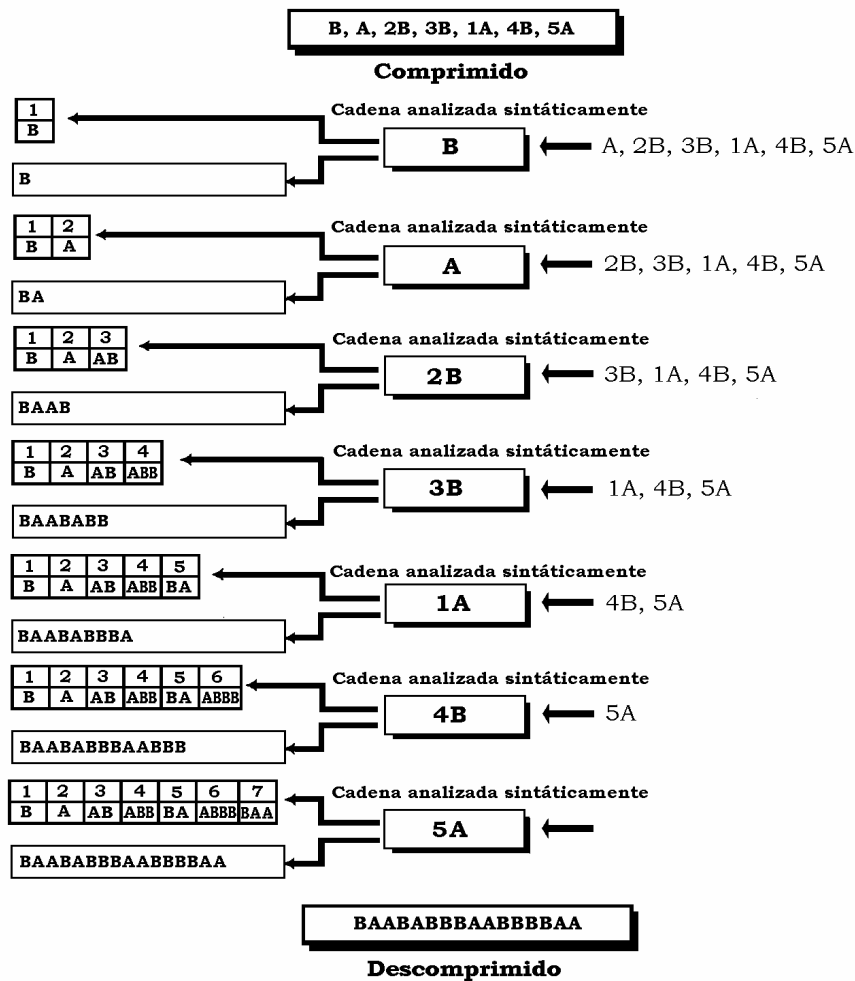 B, A, 2B, 3B, 1A, 4B, 5A
Comprimido
Cadena analizada sintáticamente
1
B
B
A, 2B, 3B, 1A, 4B, 5A
B
Cadena analizada sintáticamente
1 2
B A
A
2B, 3B, 1A, 4B, 5A
BA
Cadena analizada sintáticamente
1 2 3
B A AB
2B
3B, 1A, 4B, 5A
BAAB
Cadena analizada sintáticamente
1 2 3 4
B A AB ABB
3B
1A, 4B, 5A
BAABABB
Cadena analizada sintáticamente
1 2 3 4 5
B A AB ABB BA
1A
4B, 5A
BAABABBBA
Cadena analizada sintáticamente
1 2 3 4 5 6
B A AB ABB BA ABBB
4B
5A
BAABABBBAABBB
Cadena analizada sintáticamente
1 2 3 4 5 6 7
B A AB ABB BA ABBB BAA
5A
BAABABBBAABBBBAA
BAABABBBAABBBBAA
Descomprimido